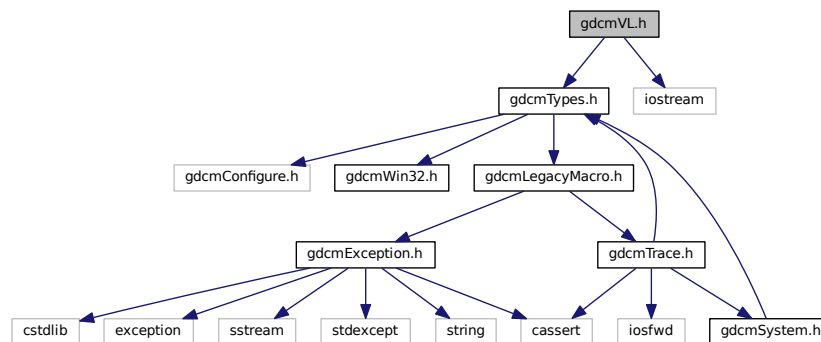 gdcmVL.h
gdcmTypes.h
iostream
gdcmConfigure.h
gdcmWin32.h
gdcmLegacyMacro.h
gdcmException.h
gdcmTrace.h
cstdlib
exception
sstream
stdexcept
string
cassert
iosfwd
gdcmSystem.h